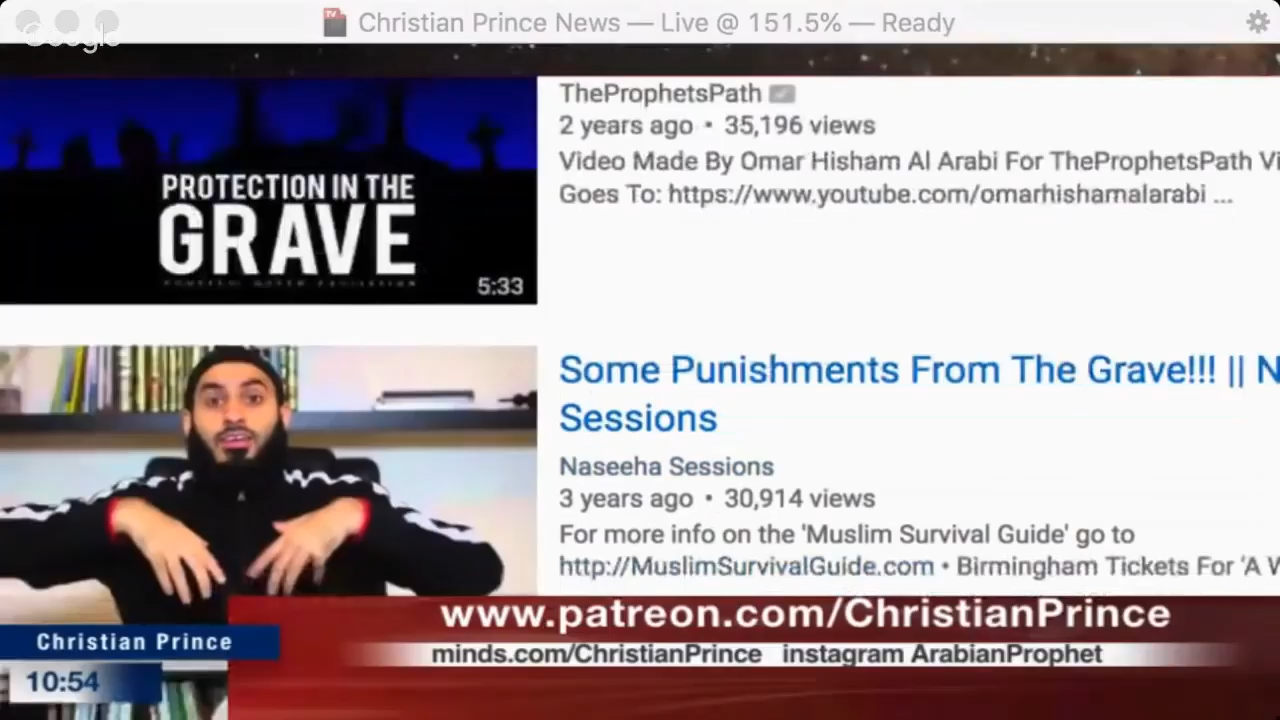 Christian Prince News — Live @ 151.5% — Ready
Google
TheProphetsPath
2 years ago • 35,196 views
Video Made By Omar Hisham Al Arabi For TheProphetsPath Vi
Goes To: https://www.youtube.com/omarhishamalarabi ...
PROTECTION IN THE
GRAVE
5:33
Some Punishments From The Grave!!! || N
Sessions
Naseeha Sessions
3 years ago • 30,914 views
For more info on the 'Muslim Survival Guide' go to
http://MuslimSurvivalGuide.com • Birmingham Tickets For 'A W
www.patreon.com/ChristianPrince
Christian Prince
minds.com/ChristianPrince instagram ArabianProphet
10:54